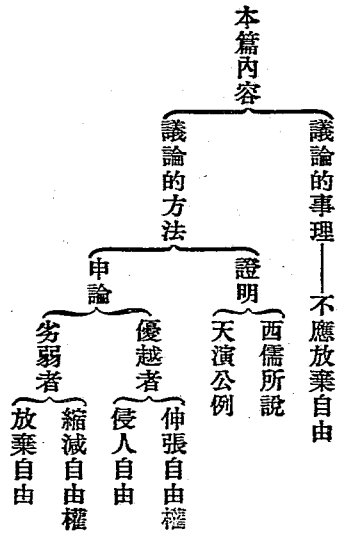 本篇內容
議論的事理——不應放棄自由
議論的方法
證明
西儒所說
天演公例
申論
優越者
伸張自由權
侵人自由
劣弱者
縮減自由權
放棄自由